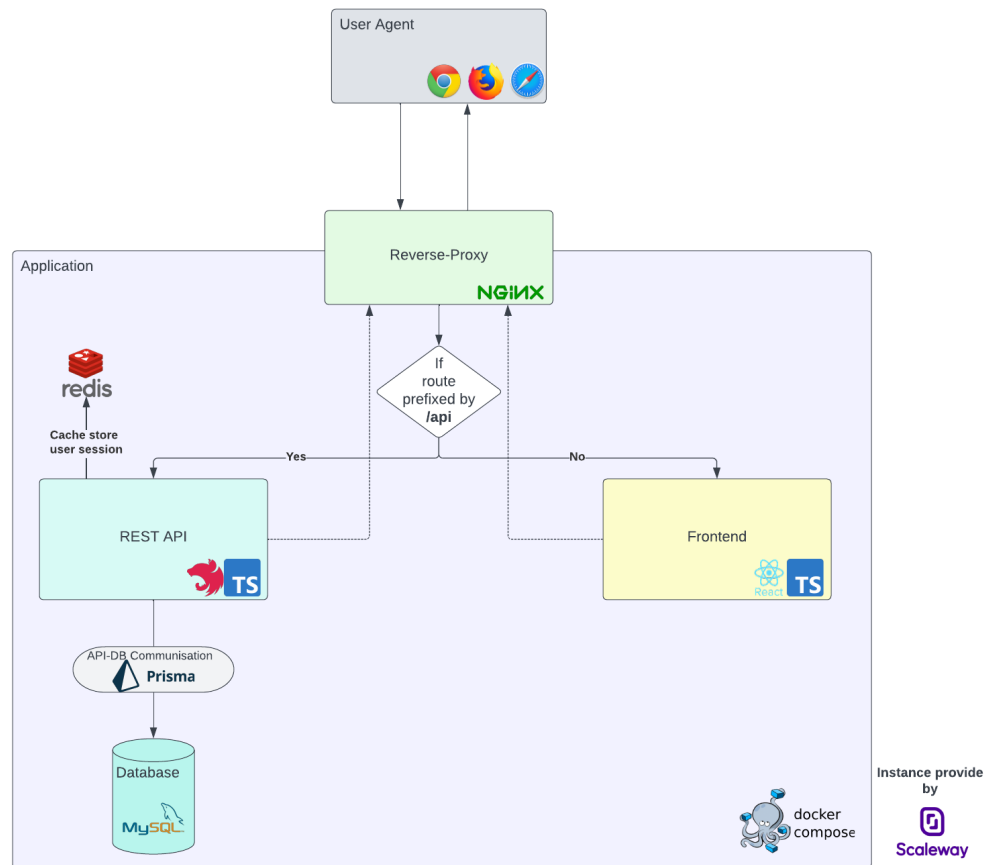 User Agent
Reverse-Proxy
NGiNX
Application
If
route
prefixed by
/api
redis
Cache store
user session
Yes
No
REST API
TS
Frontend
React
TS
API-DB Communisation
Prisma
Database
MySQL
docker
compose
Instance provide
by
Scaleway